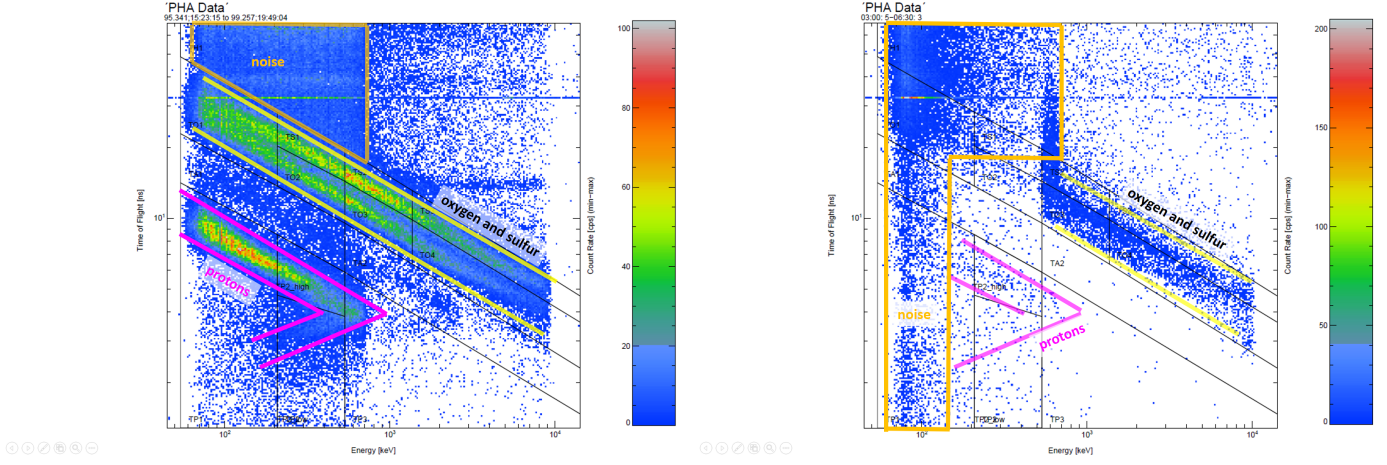 'PHA Data'
95.341;15:23:15 to 99.257;19:49:04
noise
TG1
TS1
TO2
TO3
TO4
oxygen and sulfur
protons
TP2_high
TP1
TP3
10¹
10²
10³
10⁴
Time of Flight [ns]
Energy [keV]
100
80
60
40
20
0
Count Rate [cps] (min-max)
'PHA Data'
03:00: 5-06:30: 3
noise
oxygen and sulfur
TA2
TP2_high
protons
TP3
10¹
10²
10³
10⁴
Time of Flight [ns]
Energy [keV]
200
150
100
50
0
Count Rate [cps] (min-max)